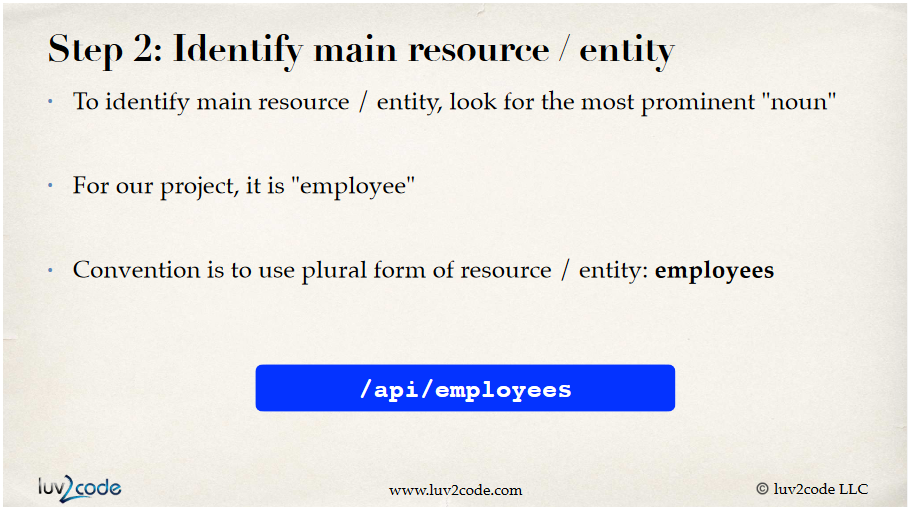 Step 2: Identify main resource / entity
• To identify main resource / entity, look for the most prominent "noun"
• For our project, it is "employee"
• Convention is to use plural form of resource / entity: employees
/api/employees
luv2code
www.luv2code.com
© luv2code LLC